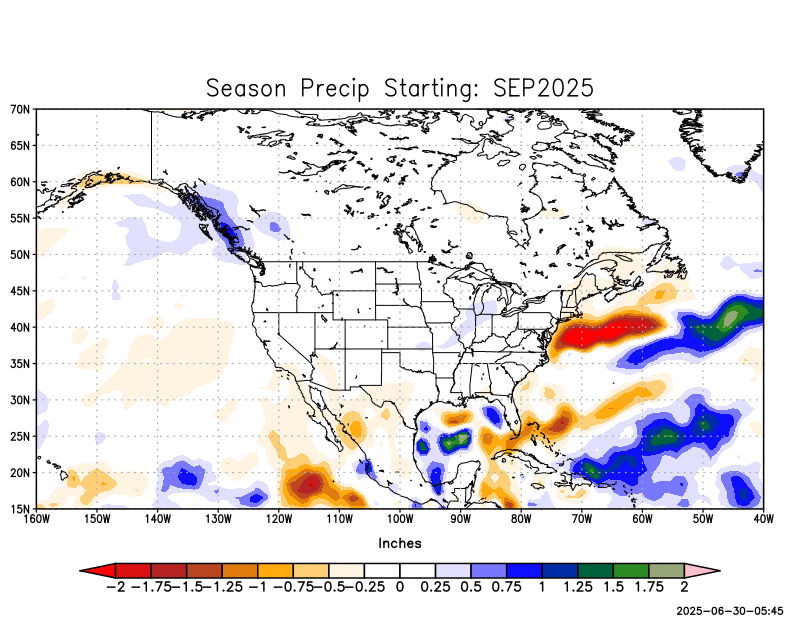 Season Precip Starting: SEP2025
70N
65N
60N
55N
50N
45N
40N
35N
30N
25N
20N
15N
160W 150W 140W 130W 120W 110W 100W 90W 80W 70W 60W 50W 40W
Inches
−2 −1.75 −1.5 −1.25 −1 −0.75 −0.5 −0.25 0 0.25 0.5 0.75 1 1.25 1.5 1.75 2
2025−06−30−05:45